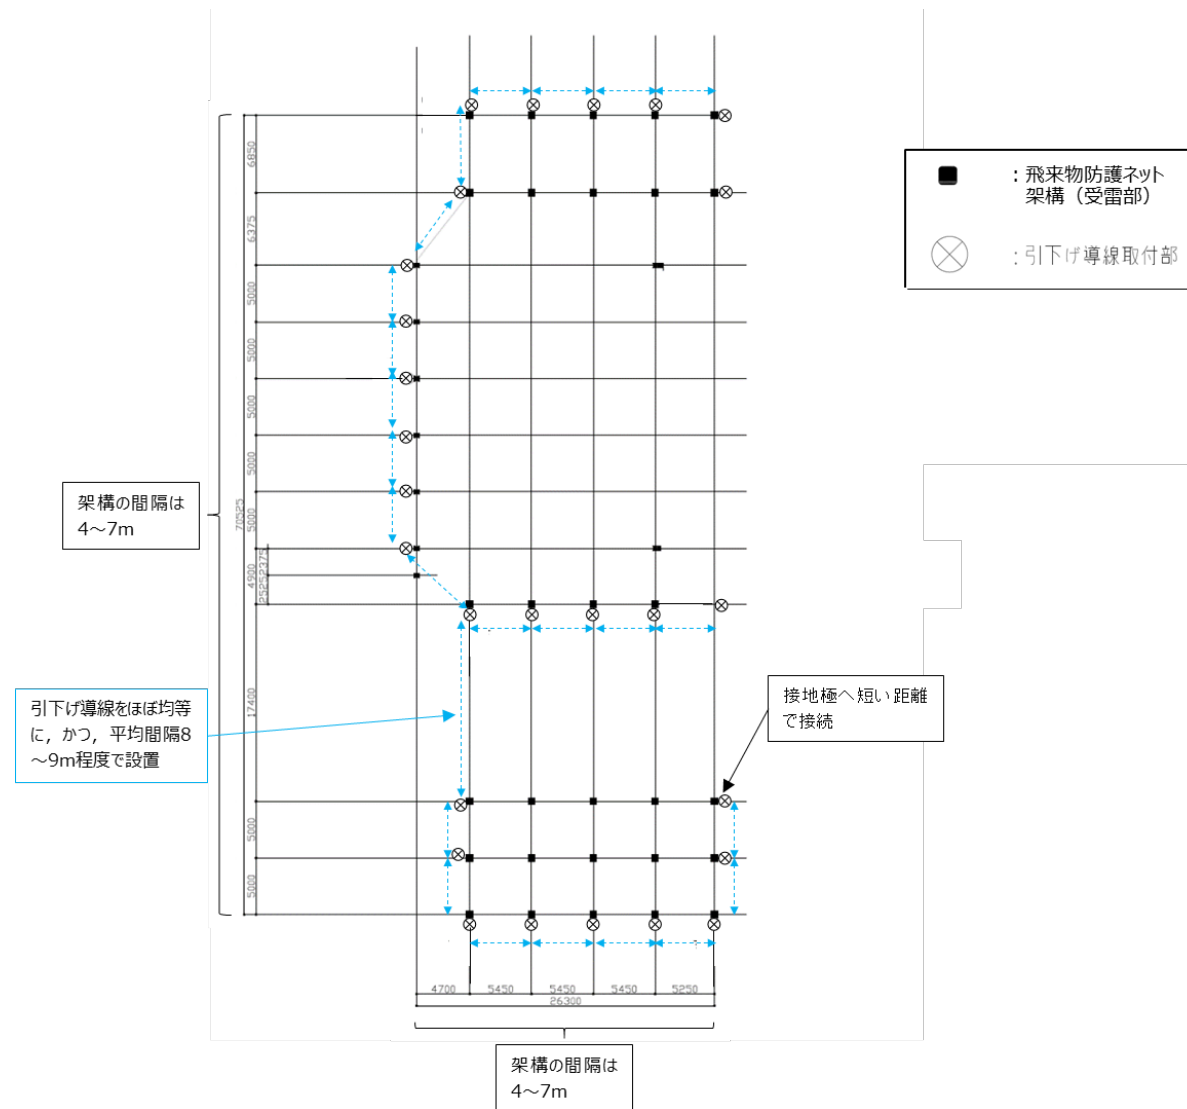 ：飛来物防護ネット
架構（受雷部）
：引下げ導線取付部
6850
6375
5000
5000
5000
5000
5000
4900
2375
2525
17400
5000
5000
70525
架構の間隔は
4～7m
引下げ導線をほぼ均等
に，かつ，平均間隔8
～9m程度で設置
接地極へ短い距離
で接続
4700
5450
5450
5450
5250
26300
架構の間隔は
4～7m